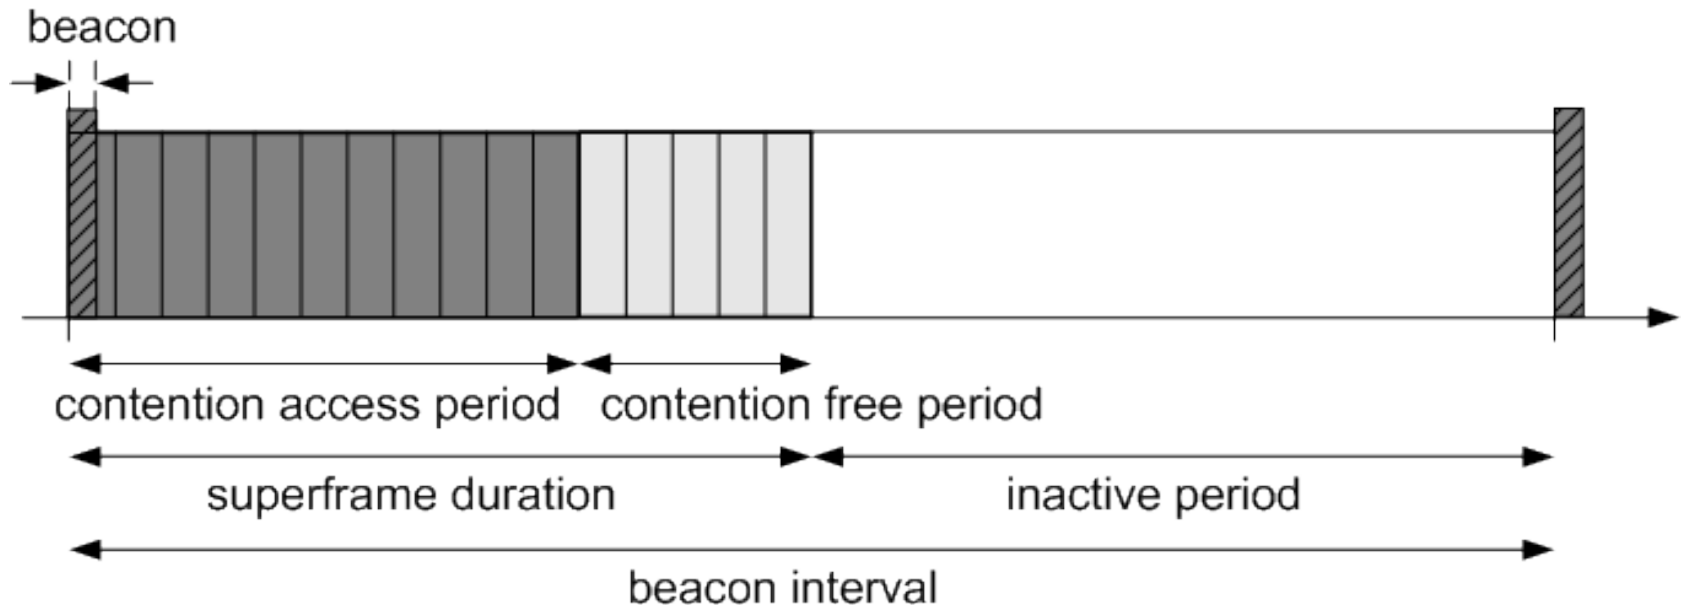 beacon
contention access period
contention free period
superframe duration
inactive period
beacon interval